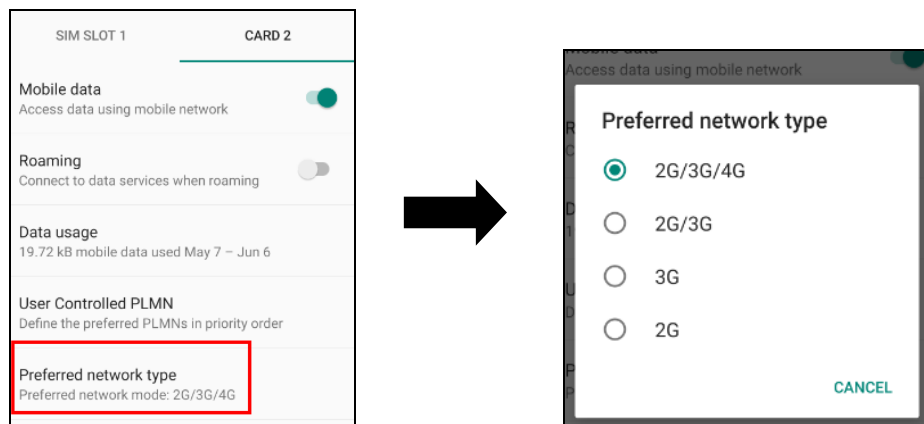 SIM SLOT 1
CARD 2
Mobile data
Access data using mobile network
Roaming
Connect to data services when roaming
Data usage
19.72 kB mobile data used May 7 – Jun 6
User Controlled PLMN
Define the preferred PLMNs in priority order
Preferred network type
Preferred network mode: 2G/3G/4G
Mobile data
Access data using mobile network
Preferred network type
2G/3G/4G
2G/3G
3G
2G
CANCEL